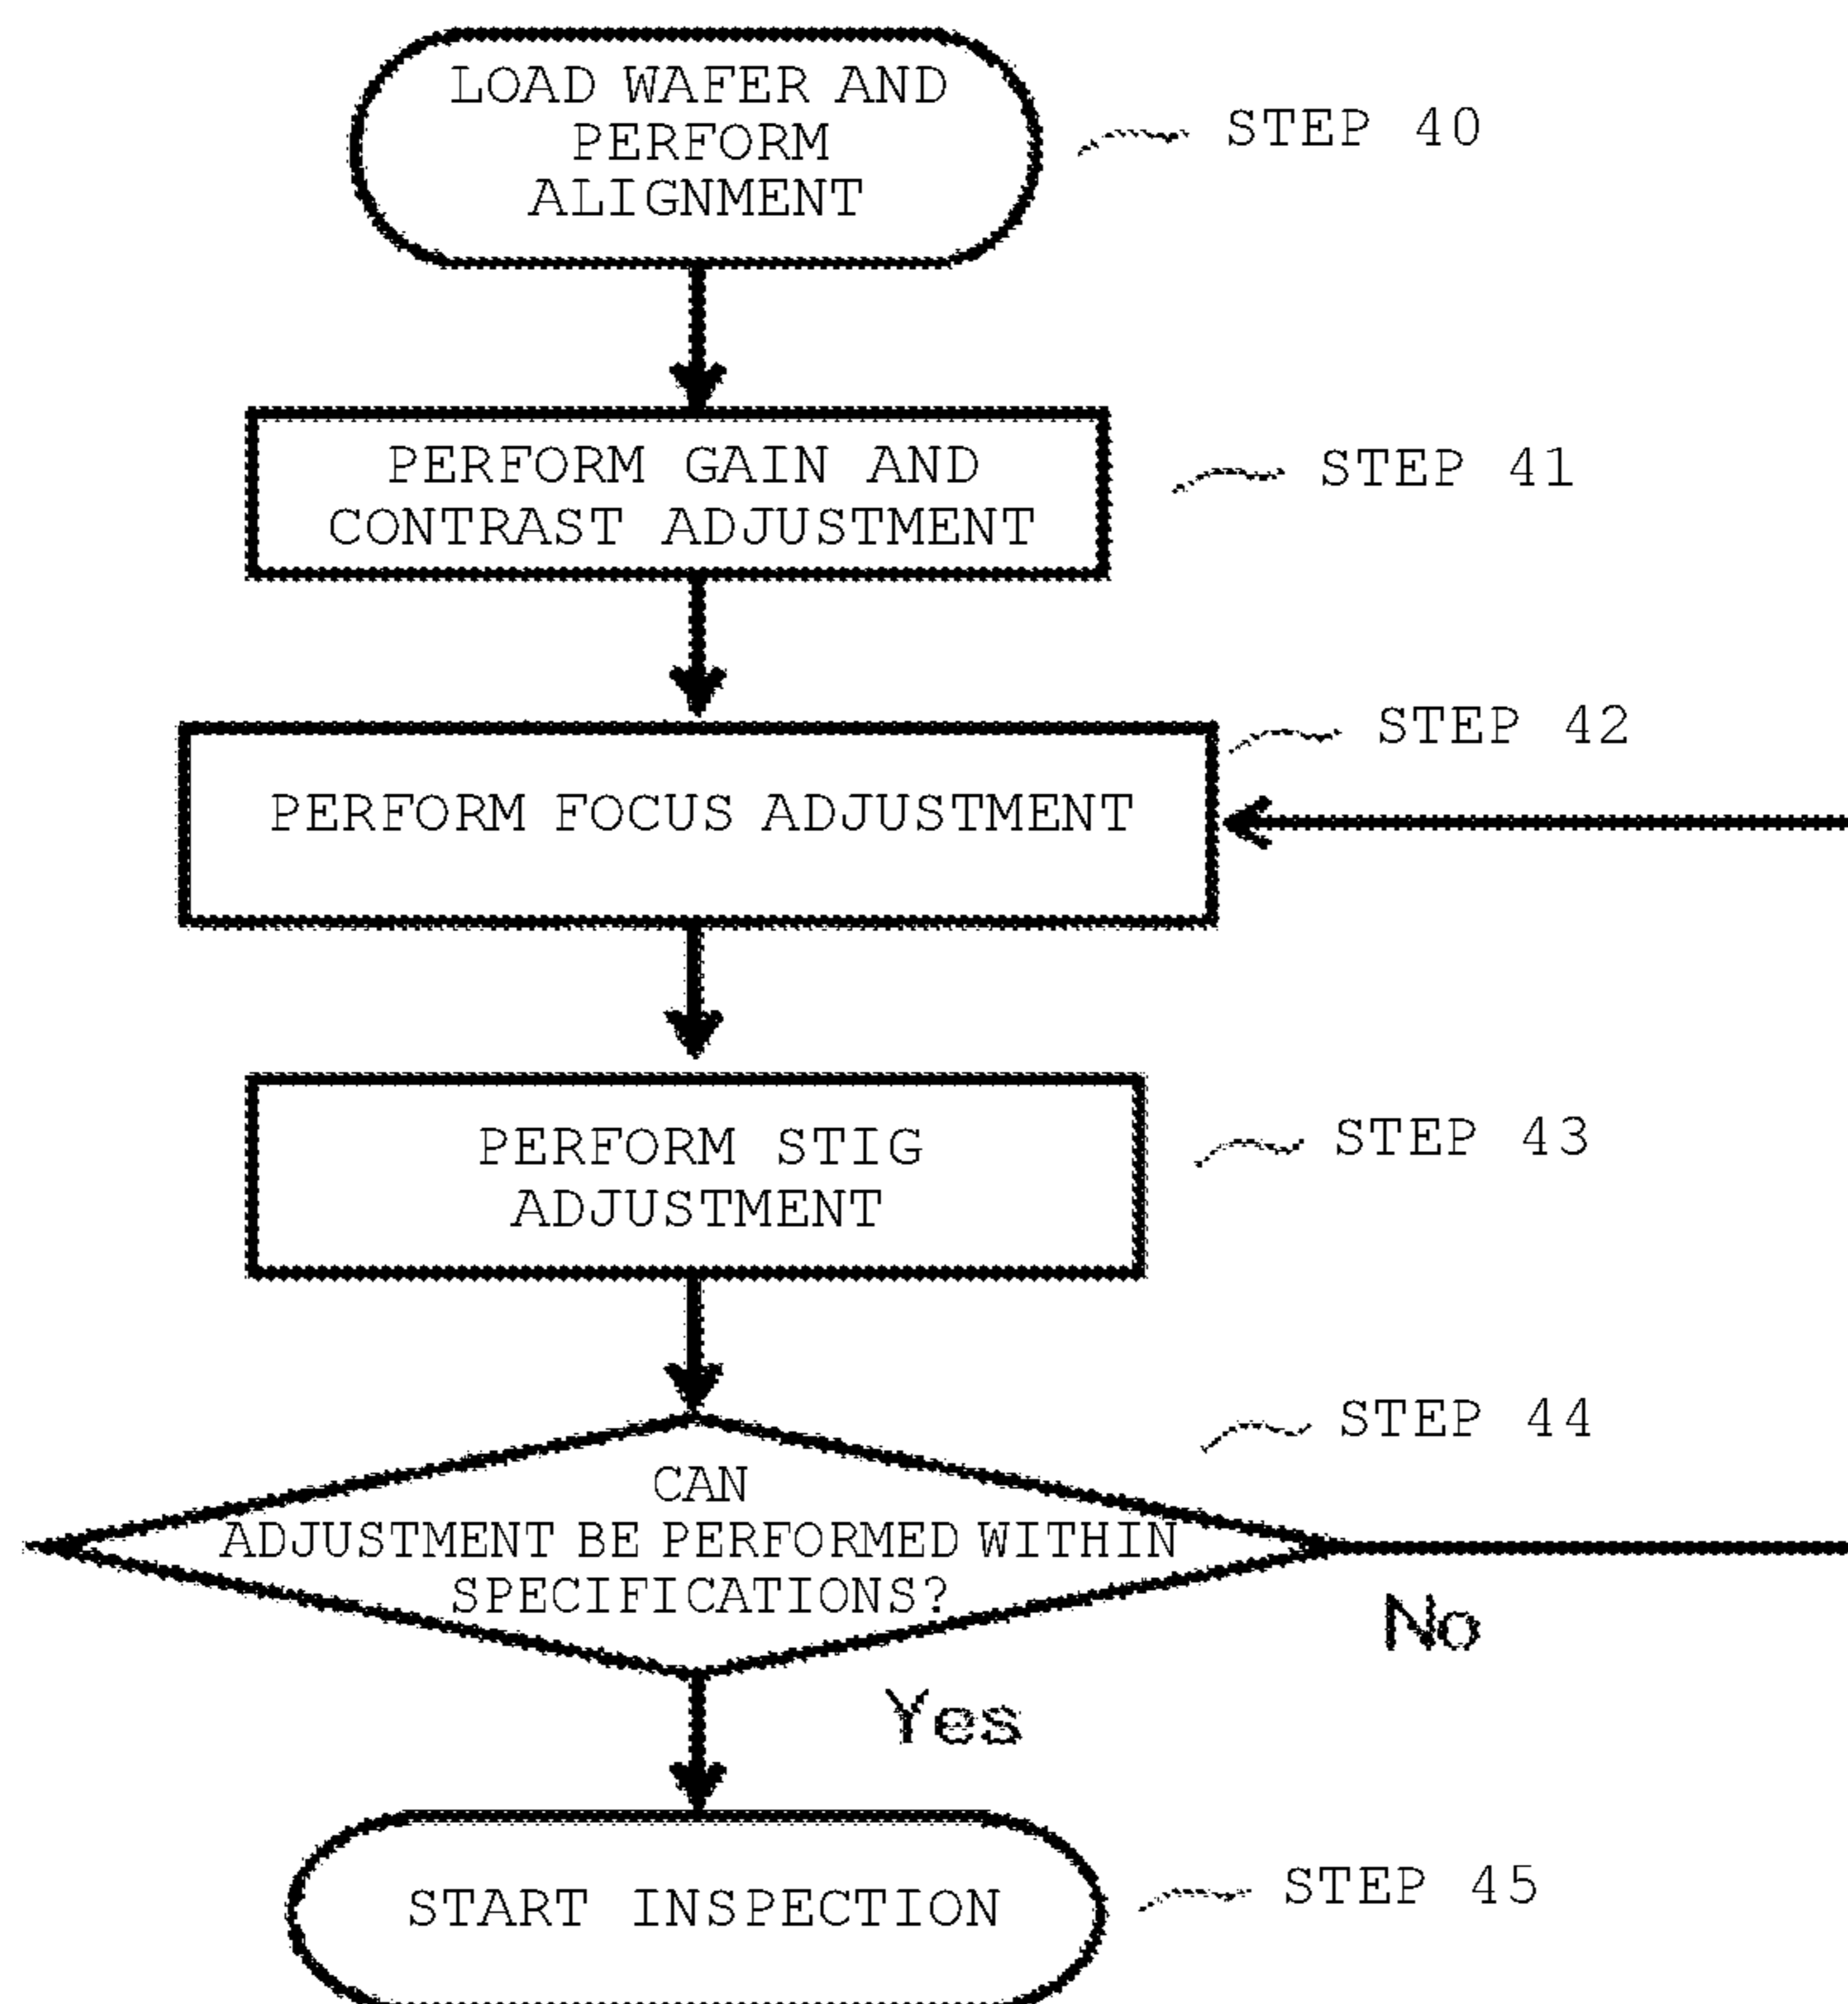 LOAD WAFER AND
PERFORM
ALIGNMENT
STEP 40
PERFORM GAIN AND
CONTRAST ADJUSTMENT
STEP 41
STEP 42
PERFORM FOCUS ADJUSTMENT
PERFORM STIG
ADJUSTMENT
STEP 43
STEP 44
CAN
ADJUSTMENT BE PERFORMED WITHIN
SPECIFICATIONS?
No
Yes
START INSPECTION
STEP 45